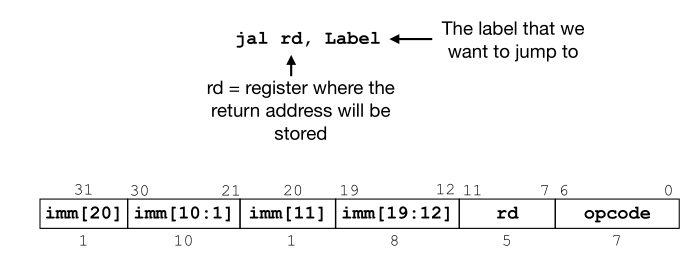 jal rd, Label
The label that we
want to jump to
rd = register where the
return address will be
stored
31 30 21 20 19 12 11 7 6 0
imm[20] imm[10:1] imm[11] imm[19:12] rd opcode
1 10 1 8 5 7